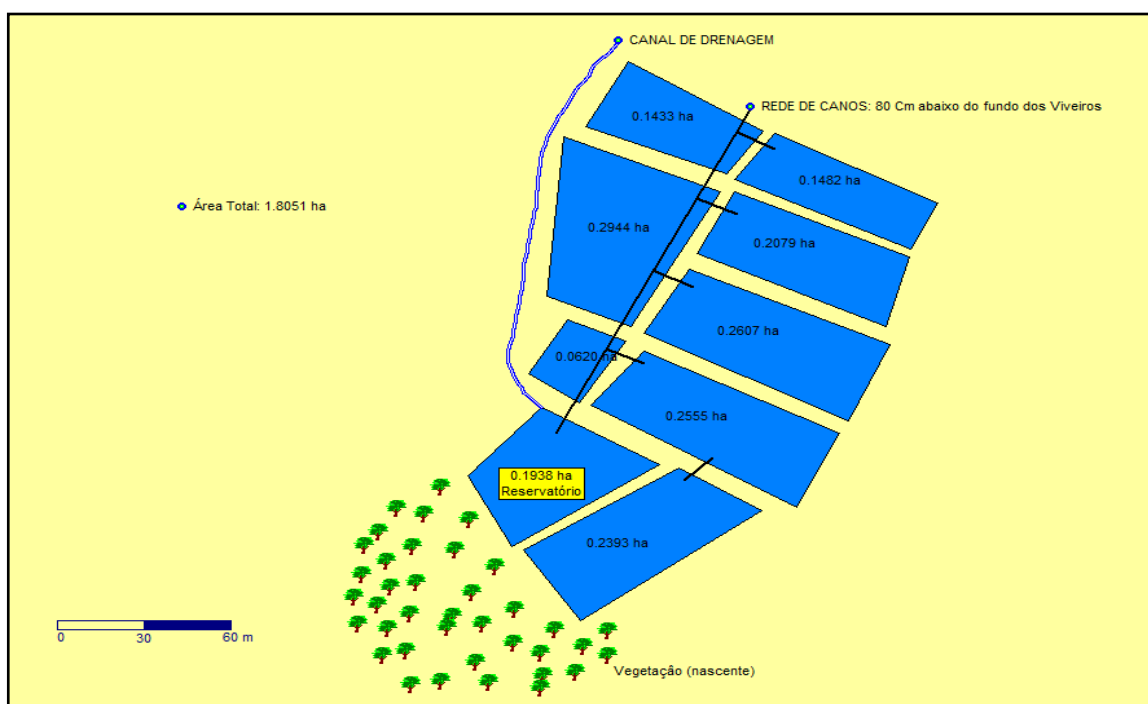 CANAL DE DRENAGEM
REDE DE CANOS: 80 Cm abaixo do fundo dos Viveiros
0.1433 ha
0.1482 ha
Área Total: 1.8051 ha
0.2944 ha
0.2079 ha
0.2607 ha
0.0620 ha
0.2555 ha
0.1938 ha
Reservatório
0.2393 ha
0
30
60 m
Vegetação (nascente)